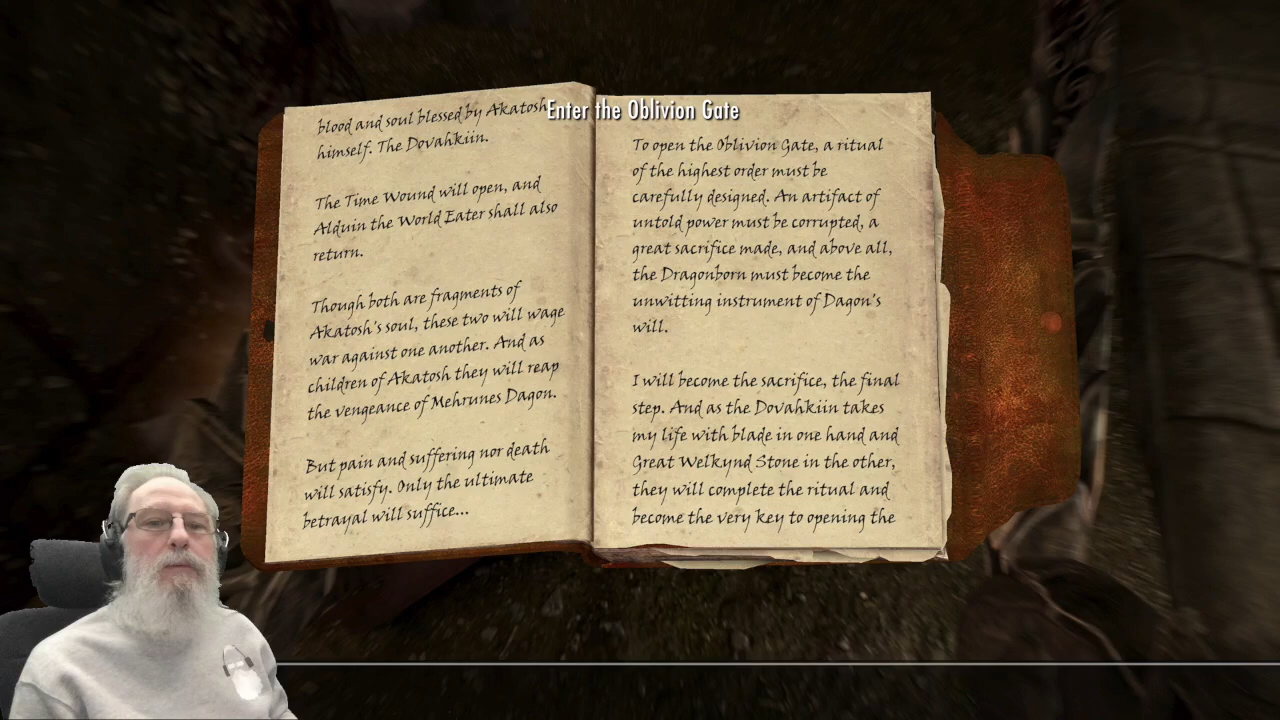 Enter the Oblivion Gate
blood and soul blessed by Akatosh
himself. The Dovahkiin.
The Time Wound will open, and
Alduin the World Eater shall also
return.
Though both are fragments of
Akatosh's soul, these two will wage
war against one another. And as
children of Akatosh they will reap
the vengeance of Mehrunes Dagon.
But pain and suffering nor death
will satisfy. Only the ultimate
betrayal will suffice...
To open the Oblivion Gate, a ritual
of the highest order must be
carefully designed. An artifact of
untold power must be corrupted, a
great sacrifice made, and above all,
the Dragonborn must become the
unwitting instrument of Dagon's
will.
I will become the sacrifice, the final
step. And as the Dovahkiin takes
my life with blade in one hand and
Great Welkynd Stone in the other,
they will complete the ritual and
become the very key to opening the